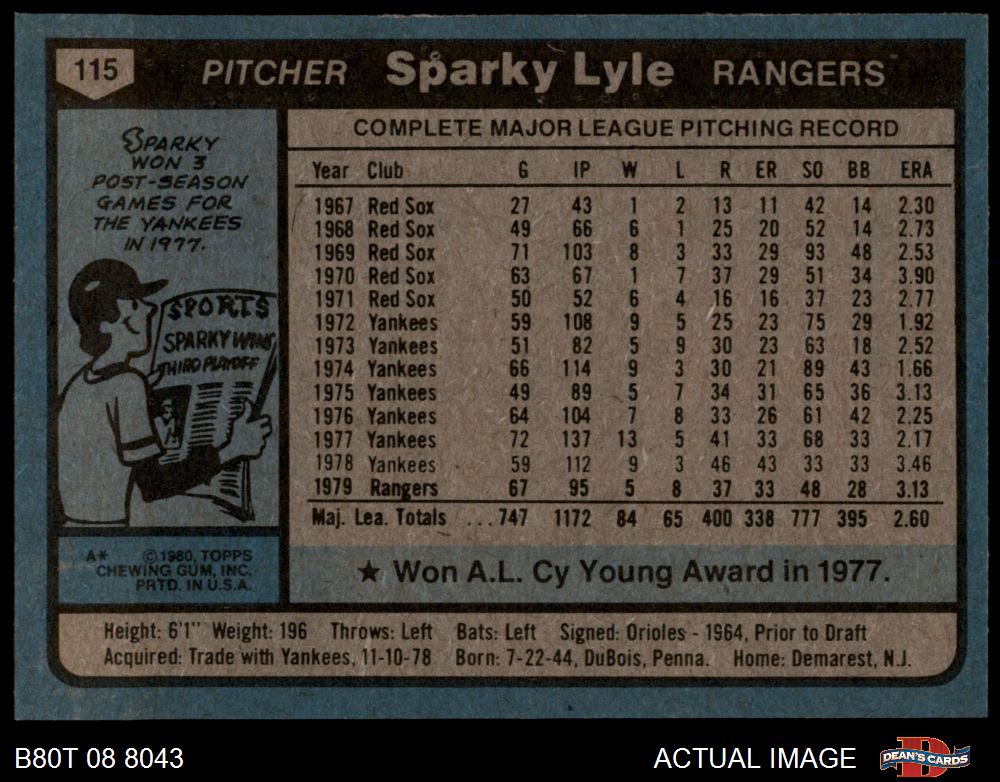 115 PITCHER Sparky Lyle RANGERS
SPARKY
WON 3
POST-SEASON
GAMES FOR
THE YANKEES
IN 1977.
SPORTS
SPARKY WINS
THIRD PLAYOFF
A* ©1980, TOPPS
CHEWING GUM, INC.
PRTD. IN U.S.A.
COMPLETE MAJOR LEAGUE PITCHING RECORD
Year Club G IP W L R ER SO BB ERA
1967 Red Sox 27 43 1 2 13 11 42 14 2.30
1968 Red Sox 49 66 6 1 25 20 52 14 2.73
1969 Red Sox 71 103 8 3 33 29 93 48 2.53
1970 Red Sox 63 67 1 7 37 29 51 34 3.90
1971 Red Sox 50 52 6 4 16 16 37 23 2.77
1972 Yankees 59 108 9 5 25 23 75 29 1.92
1973 Yankees 51 82 5 9 30 23 63 18 2.52
1974 Yankees 66 114 9 3 30 21 89 43 1.66
1975 Yankees 49 89 5 7 34 31 65 36 3.13
1976 Yankees 64 104 7 8 33 26 61 42 2.25
1977 Yankees 72 137 13 5 41 33 68 33 2.17
1978 Yankees 59 112 9 3 46 43 33 33 3.46
1979 Rangers 67 95 5 8 37 33 48 28 3.13
Maj. Lea. Totals ...747 1172 84 65 400 338 777 395 2.60
★ Won A.L. Cy Young Award in 1977.
Height: 6'1" Weight: 196 Throws: Left Bats: Left Signed: Orioles - 1964, Prior to Draft
Acquired: Trade with Yankees, 11-10-78 Born: 7-22-44, DuBois, Penna. Home: Demarest, N.J.
B80T 08 8043 ACTUAL IMAGE DEAN'S CARDS